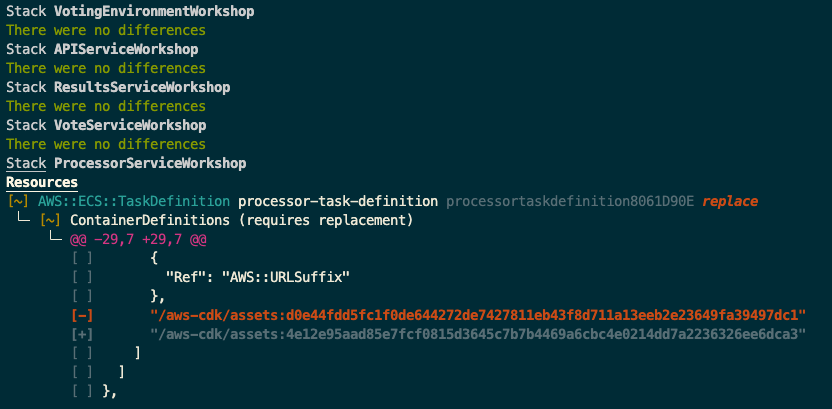 Stack VotingEnvironmentWorkshop
There were no differences
Stack APIServiceWorkshop
There were no differences
Stack ResultsServiceWorkshop
There were no differences
Stack VoteServiceWorkshop
There were no differences
Stack ProcessorServiceWorkshop
Resources
[~] AWS::ECS::TaskDefinition processor-task-definition processortaskdefinition8061D90E replace
└─ [~] ContainerDefinitions (requires replacement)
└─ @@ -29,7 +29,7 @@
[ ] {
[ ] "Ref": "AWS::URLSuffix"
[ ] },
[-] "/aws-cdk/assets:d0e44fdd5fc1f0de644272de7427811eb43f8d711a13eeb2e23649fa39497dc1"
[+] "/aws-cdk/assets:4e12e95aad85e7fcf0815d3645c7b7b4469a6cbc4e0214dd7a2236326ee6dca3"
[ ] ]
[ ] ]
[ ] },